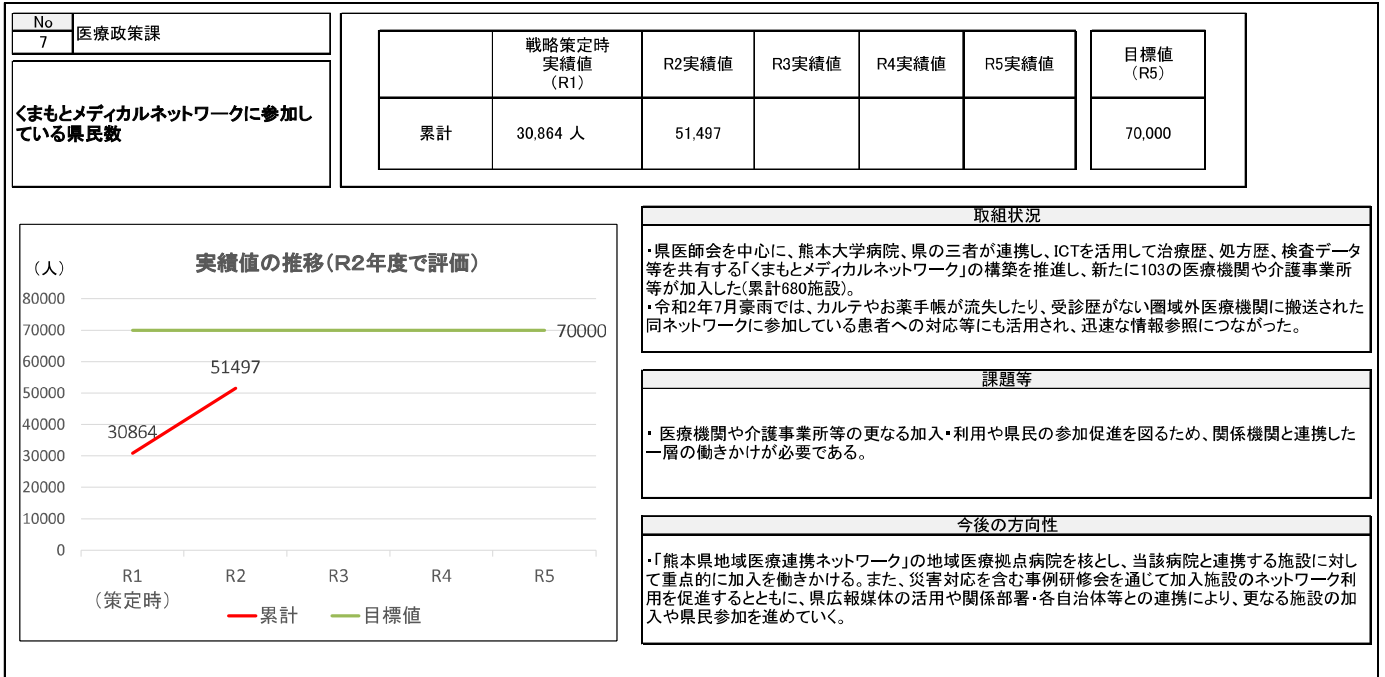 No
7
医療政策課
くまもとメディカルネットワークに参加し
ている県民数
戦略策定時
実績値
（R1）
R2実績値
R3実績値
R4実績値
R5実績値
目標値
（R5）
累計
30,864 人
51,497
70,000
実績値の推移（R２年度で評価）
（人）
80000
70000
60000
50000
40000
30000
20000
10000
0
70000
51497
30864
R1
（策定時）
R2
R3
R4
R5
累計
目標値
取組状況
・県医師会を中心に、熊本大学病院、県の三者が連携し、ICTを活用して治療歴、処方歴、検査データ
等を共有する「くまもとメディカルネットワーク」の構築を推進し、新たに103の医療機関や介護事業所
等が加入した(累計680施設)。
・令和2年7月豪雨では、カルテやお薬手帳が流失したり、受診歴がない圏域外医療機関に搬送された
同ネットワークに参加している患者への対応等にも活用され、迅速な情報参照につながった。
課題等
・ 医療機関や介護事業所等の更なる加入・利用や県民の参加促進を図るため、関係機関と連携した
一層の働きかけが必要である。
今後の方向性
・「熊本県地域医療連携ネットワーク」の地域医療拠点病院を核とし、当該病院と連携する施設に対し
て重点的に加入を働きかける。また、災害対応を含む事例研修会を通じて加入施設のネットワーク利
用を促進するとともに、県広報媒体の活用や関係部署・各自治体等との連携により、更なる施設の加
入や県民参加を進めていく。